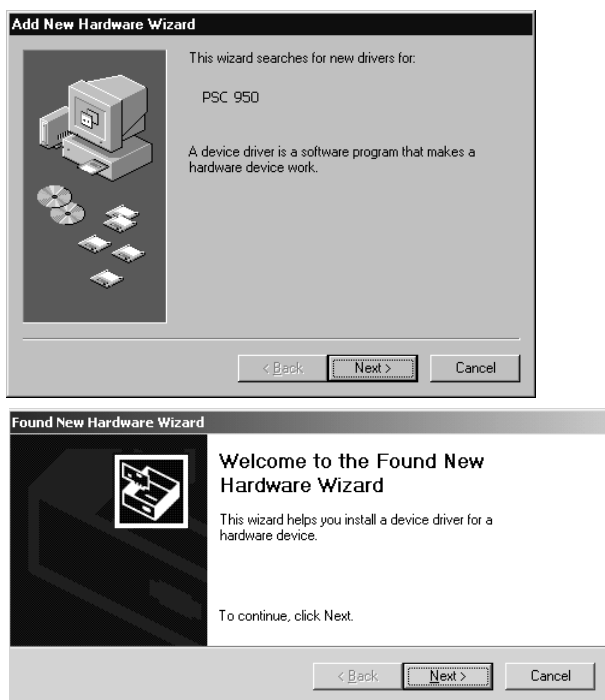 Add New Hardware Wizard
This wizard searches for new drivers for:
PSC 950
A device driver is a software program that makes a
hardware device work.
< Back
Next >
Cancel
Found New Hardware Wizard
Welcome to the Found New
Hardware Wizard
This wizard helps you install a device driver for a
hardware device.
To continue, click Next.
< Back
Next >
Cancel